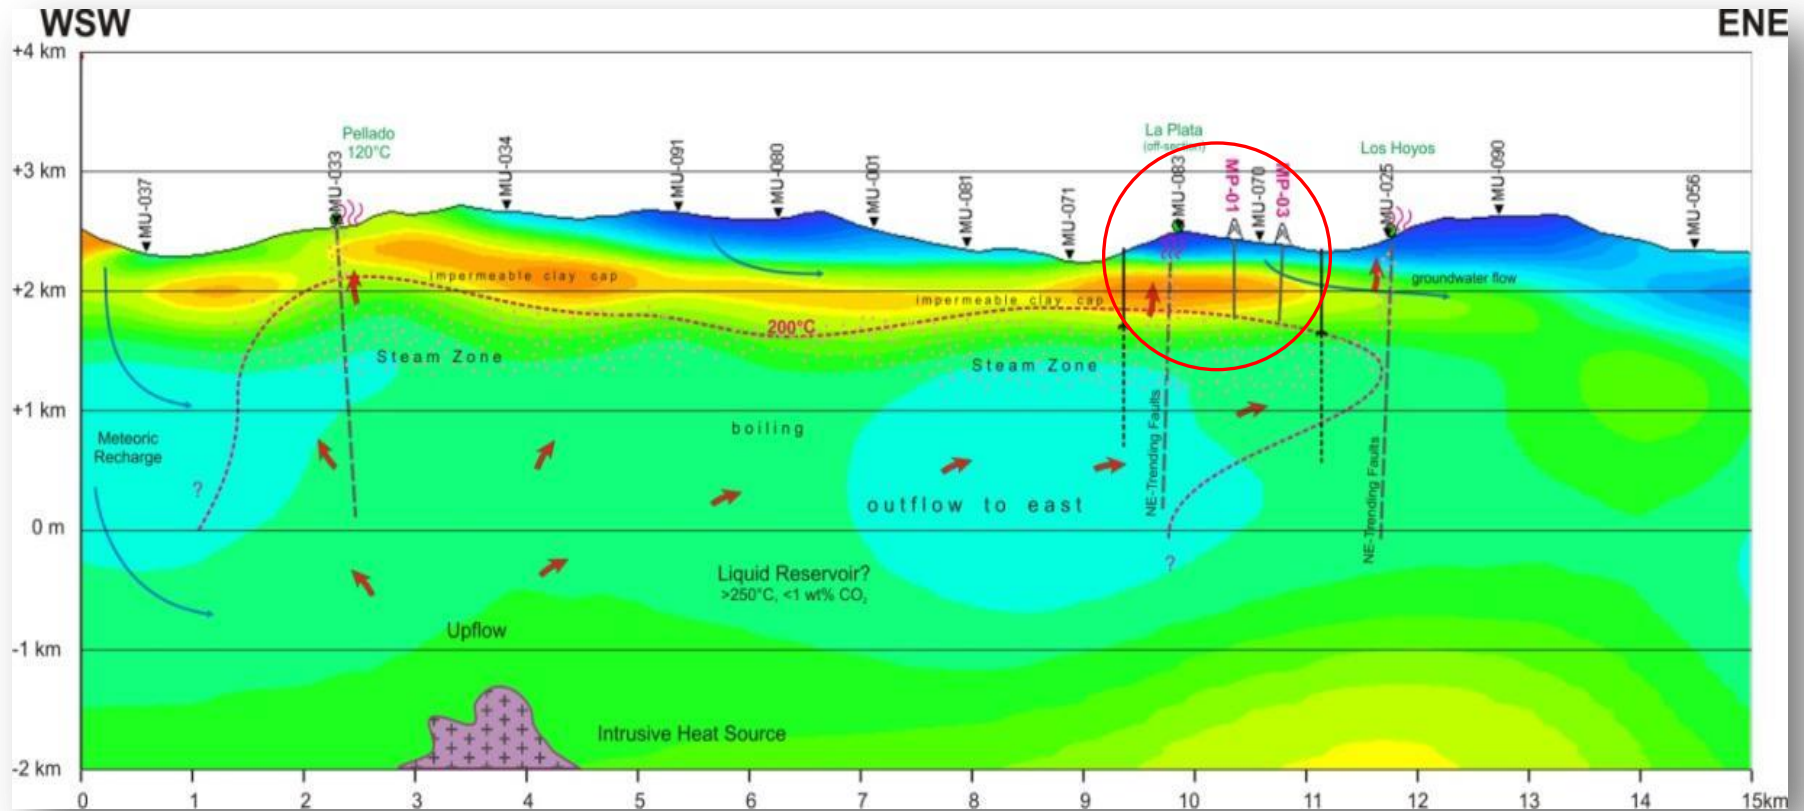 WSW
ENE
+4 km
+3 km
+2 km
+1 km
0 m
-1 km
-2 km
MU-037
MU-033
Pellado
120°C
MU-034
MU-091
MU-080
MU-001
MU-081
MU-071
La Plata
(off-section)
MU-083
MP-01
MU-070
MP-03
Los Hoyos
MU-025
MU-090
MU-056
impermeable clay cap
impermeable clay cap
groundwater flow
200°C
Steam Zone
Steam Zone
boiling
Meteoric
Recharge
?
outflow to east
NE-Trending Faults
NE-Trending Faults
?
Liquid Reservoir?
>250°C, <1 wt% CO₂
Upflow
Intrusive Heat Source
0 1 2 3 4 5 6 7 8 9 10 11 12 13 14 15km